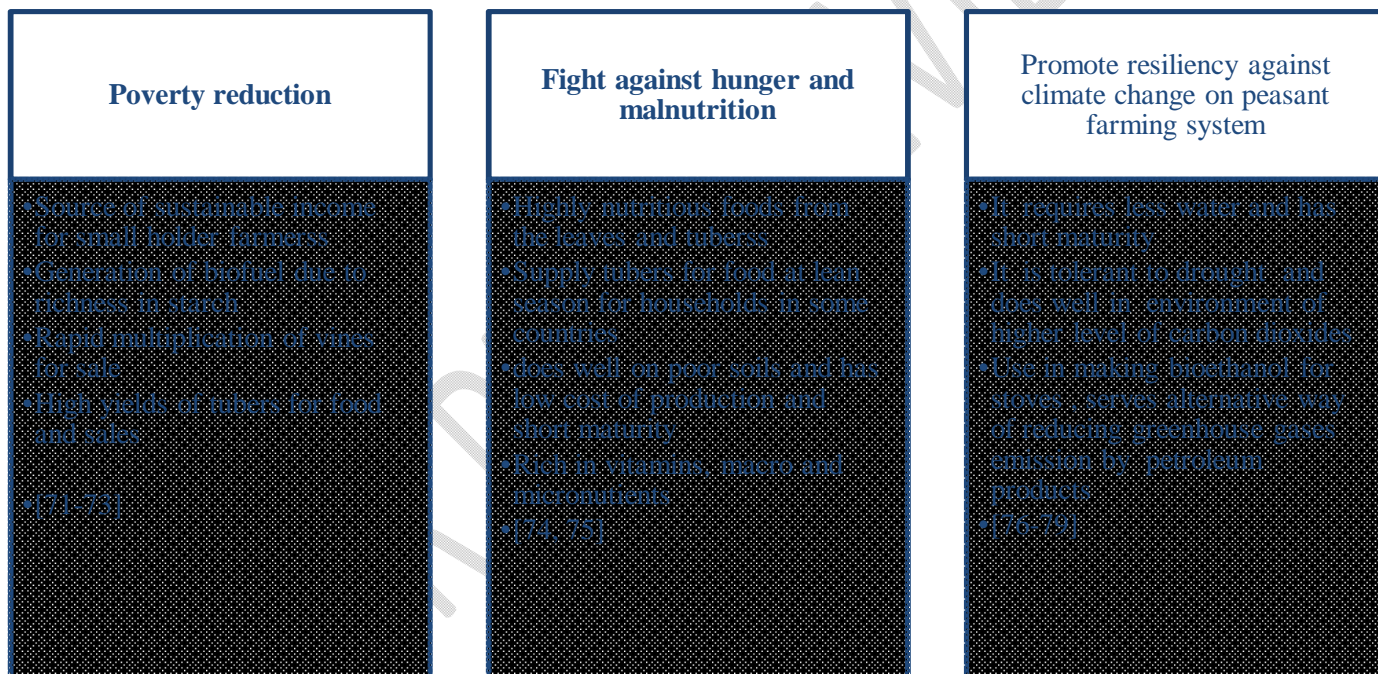 Poverty reduction
•Source of sustainable income
for small holder farmerss
•Generation of biofuel due to
richness in starch
•Rapid multiplication of vines
for sale
•High yields of tubers for food
and sales
•[71-73]
Fight against hunger and
malnutrition
•Highly nutritious foods from
the leaves and tuberss
•Supply tubers for food at lean
season for households in some
countries
•does well on poor soils and has
low cost of production and
short maturity
•Rich in vitamins, macro and
micronutients
•[74, 75]
Promote resiliency against
climate change on peasant
farming system
•It requires less water and has
short maturity
•It is tolerant to drought and
does well in environment of
higher level of carbon dioxides
•Use in making bioethanol for
stoves , serves alternative way
of reducing greenhouse gases
emission by petroleum
products
•[76-79]